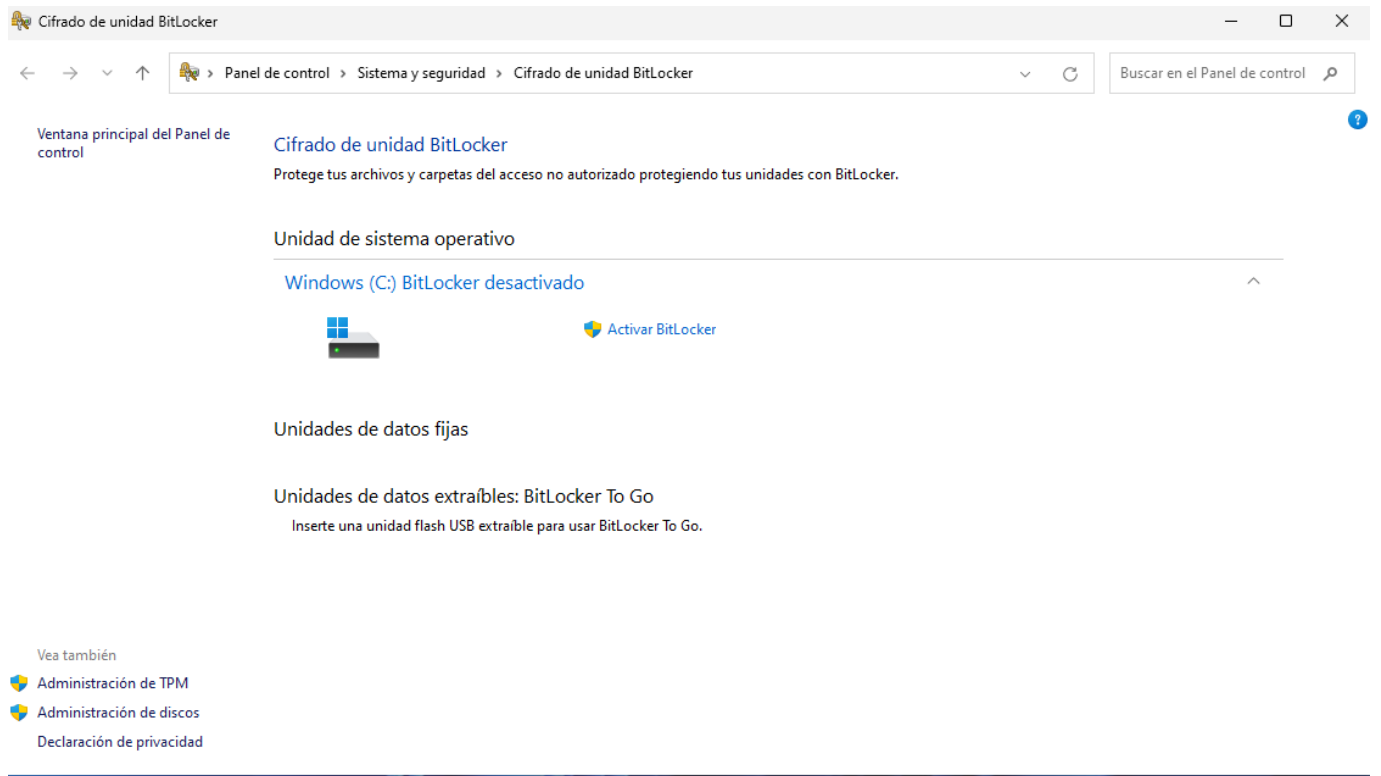 Cifrado de unidad BitLocker
Panel de control > Sistema y seguridad > Cifrado de unidad BitLocker
Buscar en el Panel de control
Ventana principal del Panel de
control
Cifrado de unidad BitLocker
Protege tus archivos y carpetas del acceso no autorizado protegiendo tus unidades con BitLocker.
Unidad de sistema operativo
Windows (C:) BitLocker desactivado
Activar BitLocker
Unidades de datos fijas
Unidades de datos extraíbles: BitLocker To Go
Inserte una unidad flash USB extraíble para usar BitLocker To Go.
Vea también
Administración de TPM
Administración de discos
Declaración de privacidad